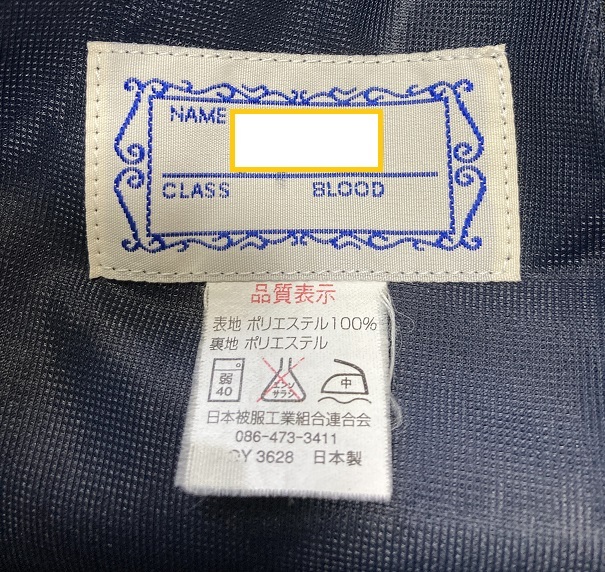 NAME
CLASS BLOOD
品質表示
表地 ポリエステル100%
裏地 ポリエステル
弱 40 エンソ サラシ 中
日本被服工業組合連合会
086-473-3411
QY 3628 日本製